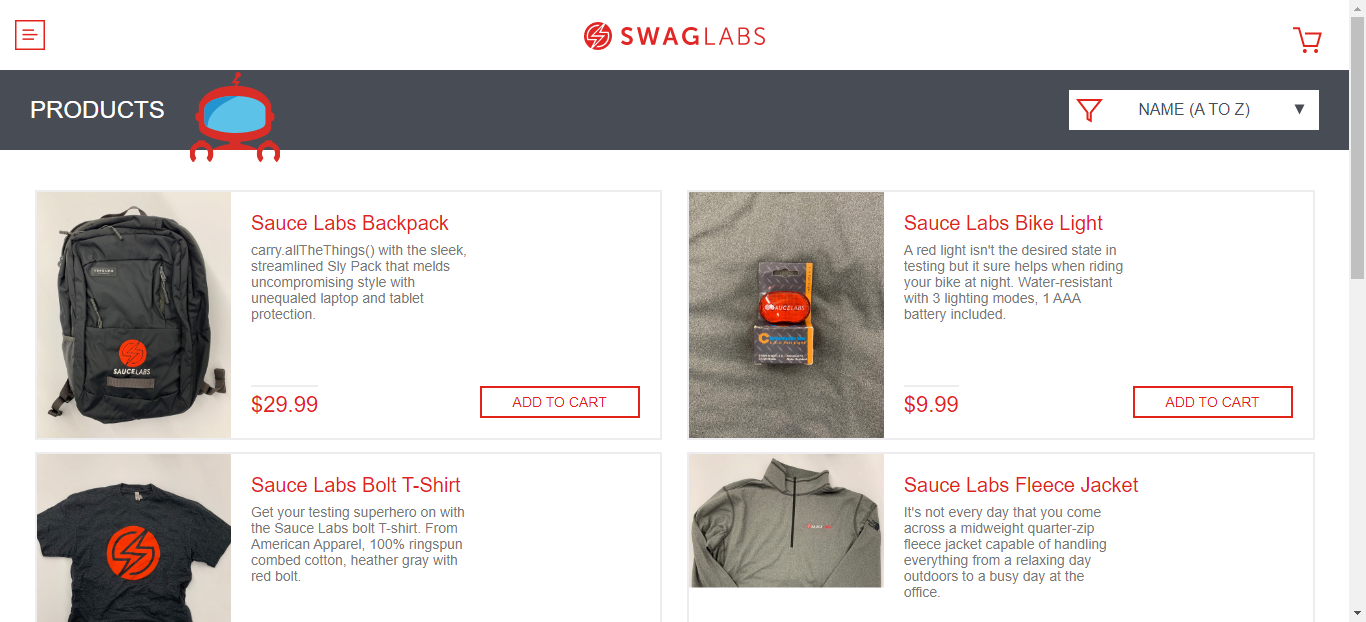 SWAGLABS
PRODUCTS
NAME (A TO Z)
Sauce Labs Backpack
carry.allTheThings() with the sleek,
streamlined Sly Pack that melds
uncompromising style with
unequaled laptop and tablet
protection.
SAUCELABS
$29.99
ADD TO CART
Sauce Labs Bike Light
A red light isn't the desired state in
testing but it sure helps when riding
your bike at night. Water-resistant
with 3 lighting modes, 1 AAA
battery included.
SAUCELABS
$9.99
ADD TO CART
Sauce Labs Bolt T-Shirt
Get your testing superhero on with
the Sauce Labs bolt T-shirt. From
American Apparel, 100% ringspun
combed cotton, heather gray with
red bolt.
Sauce Labs Fleece Jacket
It's not every day that you come
across a midweight quarter-zip
fleece jacket capable of handling
everything from a relaxing day
outdoors to a busy day at the
office.